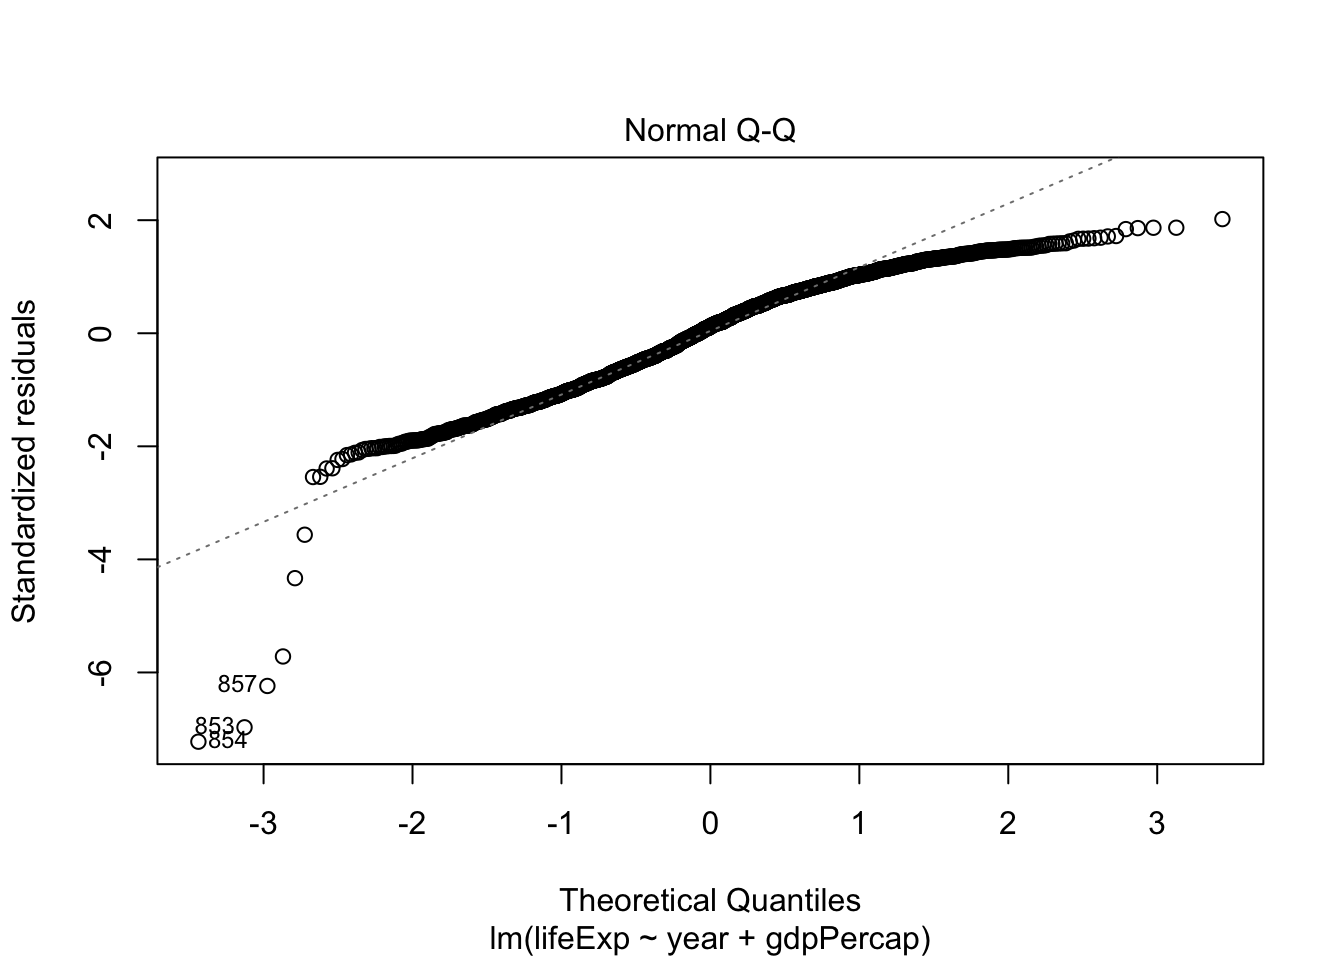 Normal Q-Q
Standardized residuals
2
0
-2
-4
-6
857
853
854
-3 -2 -1 0 1 2 3
Theoretical Quantiles
lm(lifeExp ~ year + gdpPercap)